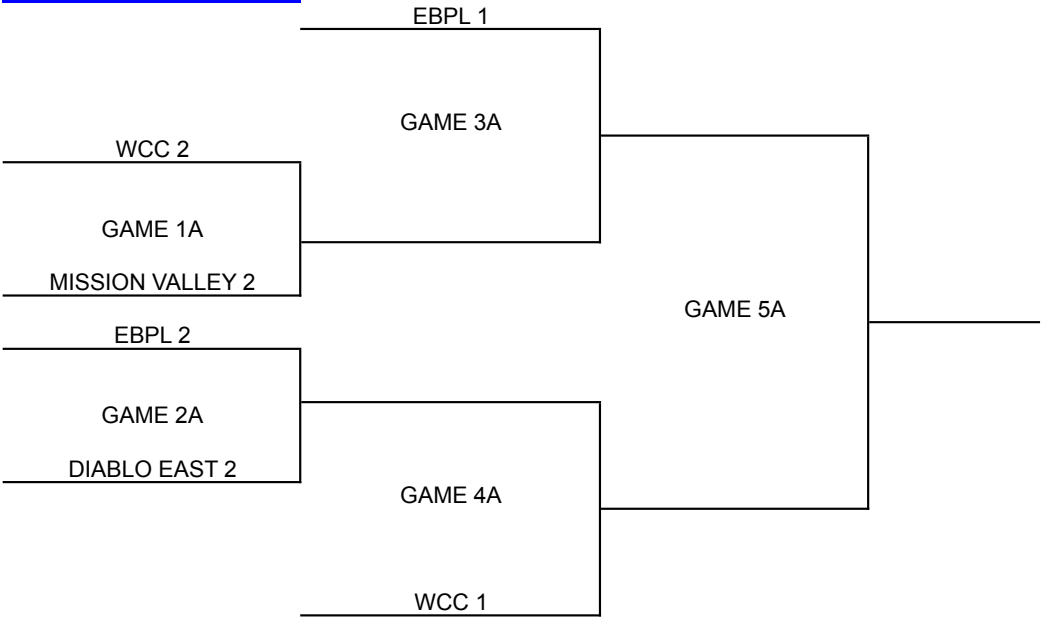 EBPL 1
GAME 3A
WCC 2
GAME 1A
MISSION VALLEY 2
GAME 5A
EBPL 2
GAME 2A
DIABLO EAST 2
GAME 4A
WCC 1